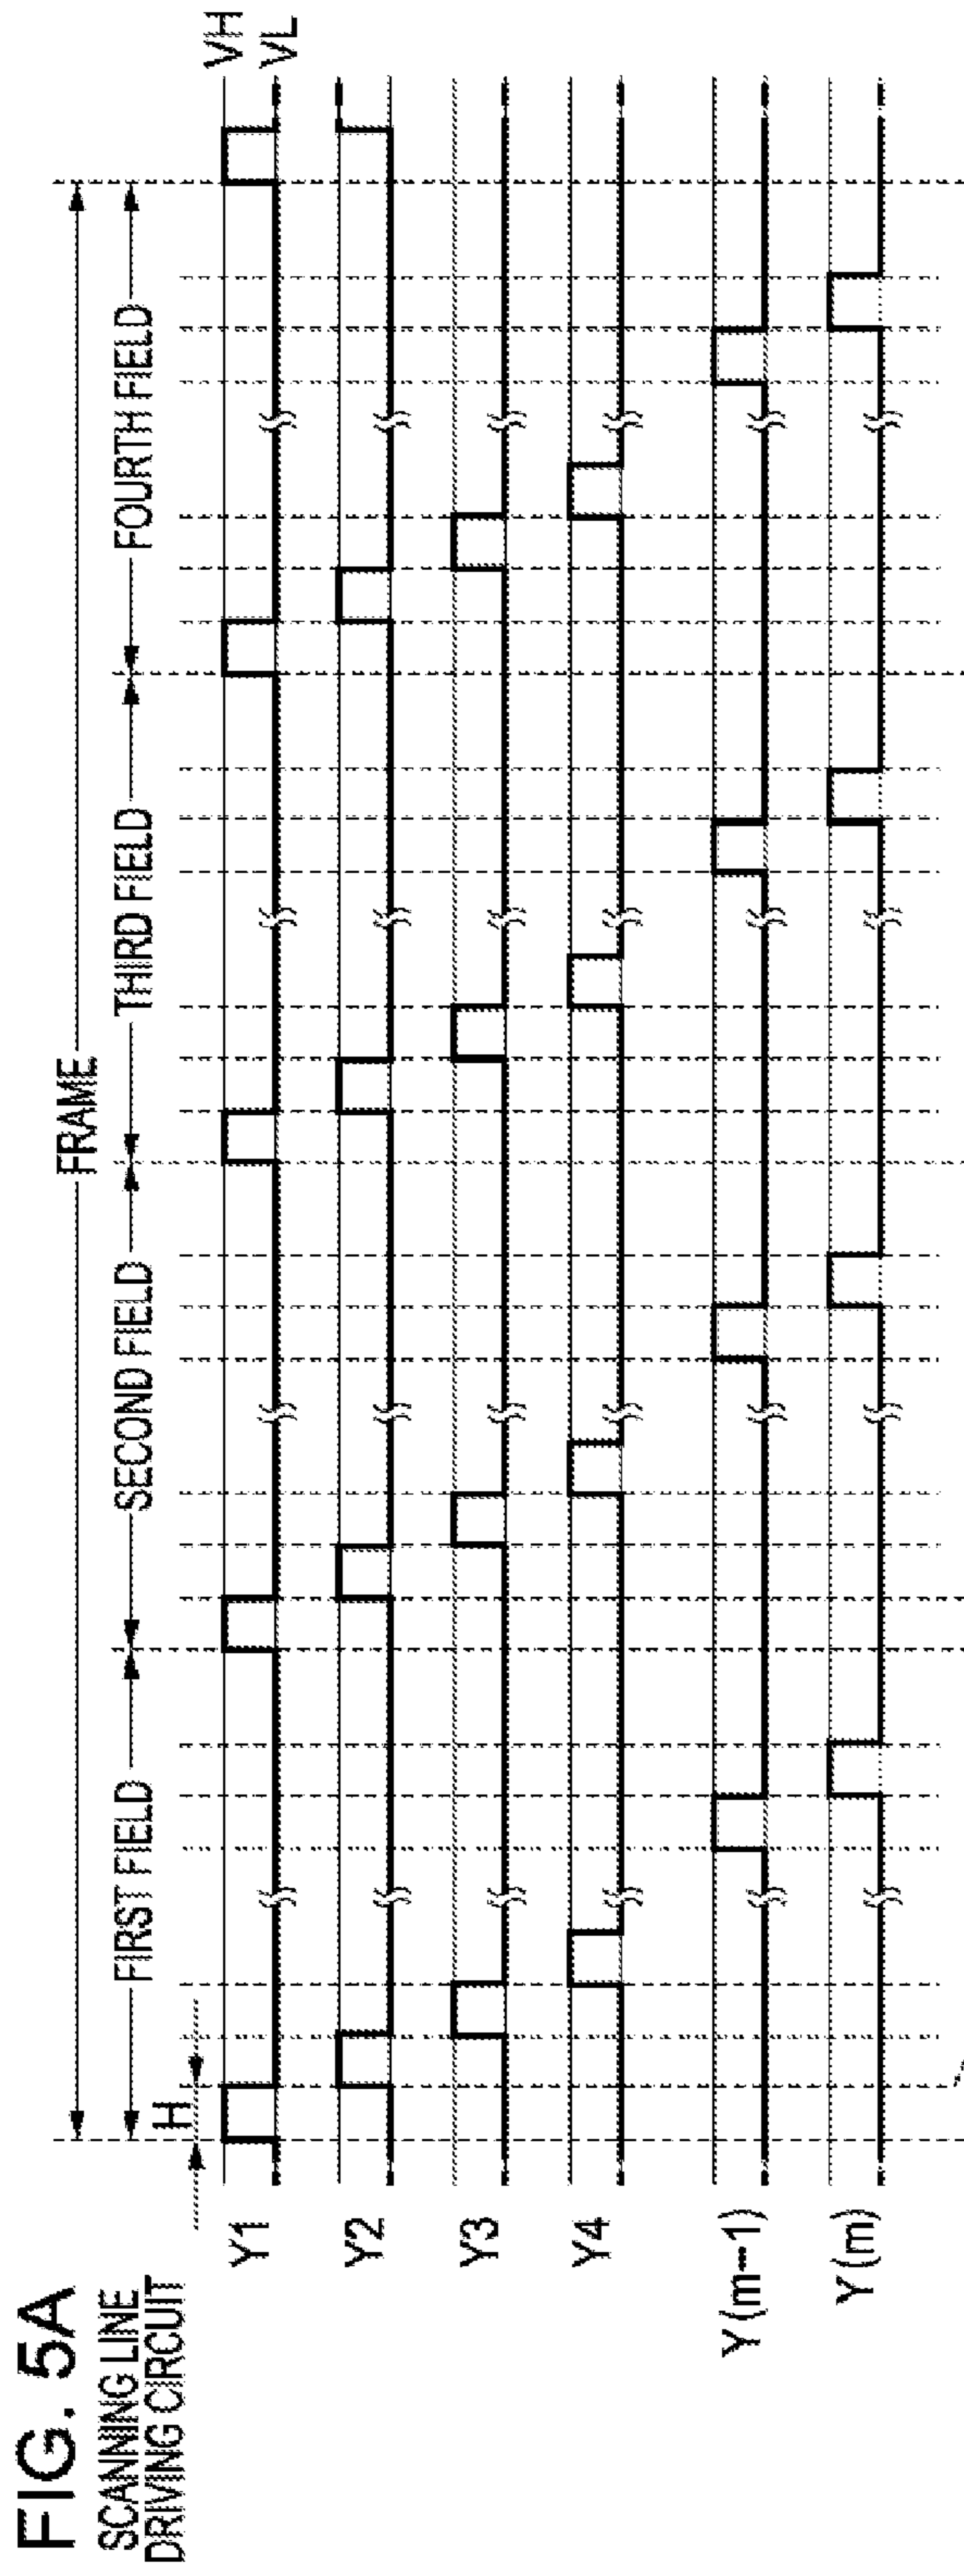 FIG. 5A
SCANNING LINE
DRIVING CIRCUIT
FRAME
FIRST FIELD
SECOND FIELD
THIRD FIELD
FOURTH FIELD
H
Y1
VH
VL
Y2
Y3
Y4
Y (m-1)
Y (m)